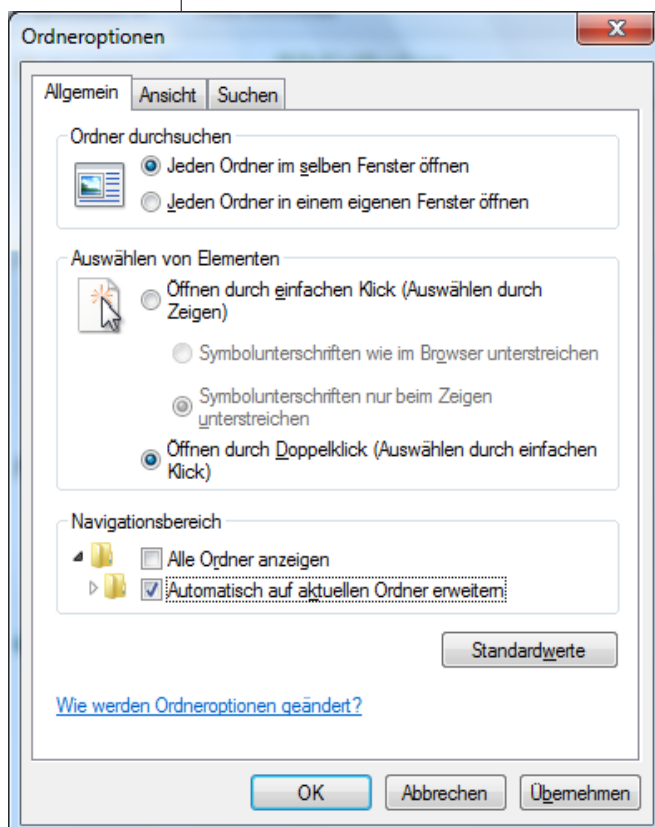 Ordneroptionen
Allgemein Ansicht Suchen
Ordner durchsuchen
Jeden Ordner im selben Fenster öffnen
Jeden Ordner in einem eigenen Fenster öffnen
Auswählen von Elementen
Öffnen durch einfachen Klick (Auswählen durch
Zeigen)
Symbolunterschriften wie im Browser unterstreichen
Symbolunterschriften nur beim Zeigen
unterstreichen
Öffnen durch Doppelklick (Auswählen durch einfachen
Klick)
Navigationsbereich
Alle Ordner anzeigen
Automatisch auf aktuellen Ordner erweitern
Standardwerte
Wie werden Ordneroptionen geändert?
OK Abbrechen Übernehmen